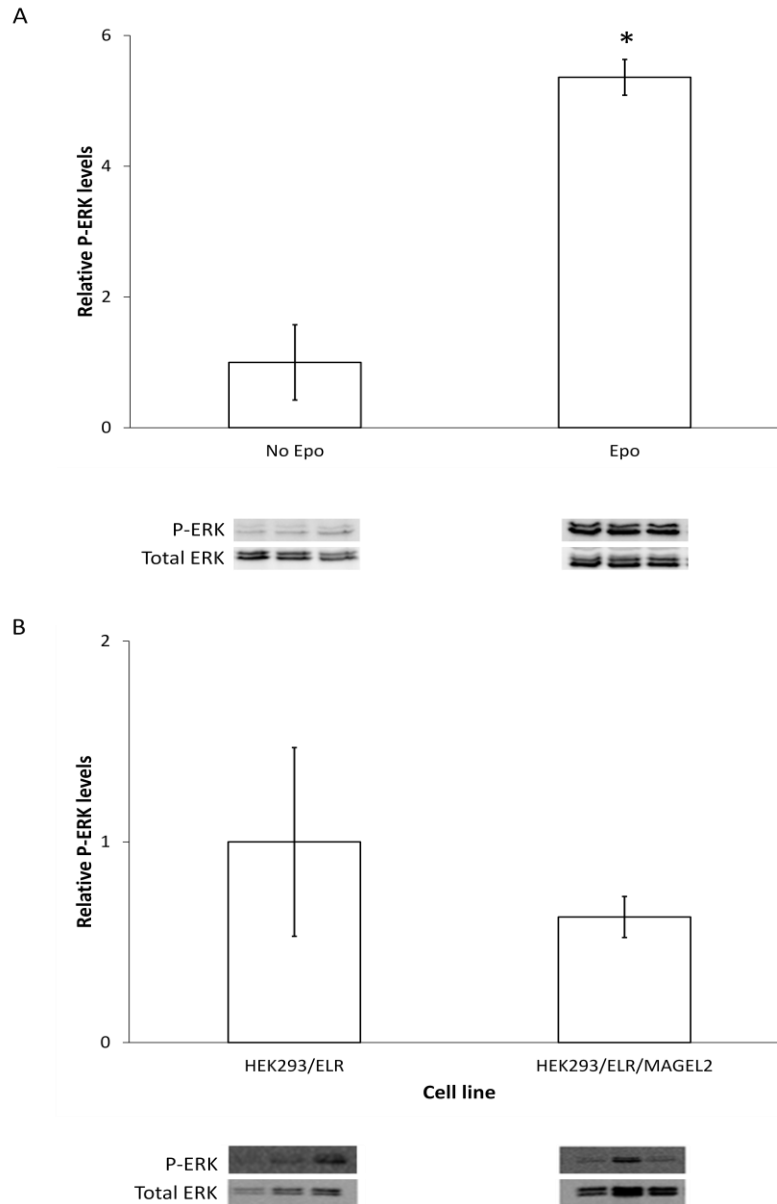 A
6
*
4
2
0
Relative P-ERK levels
No Epo
Epo
P-ERK
Total ERK
B
2
1
0
Relative P-ERK levels
HEK293/ELR
HEK293/ELR/MAGEL2
Cell line
P-ERK
Total ERK